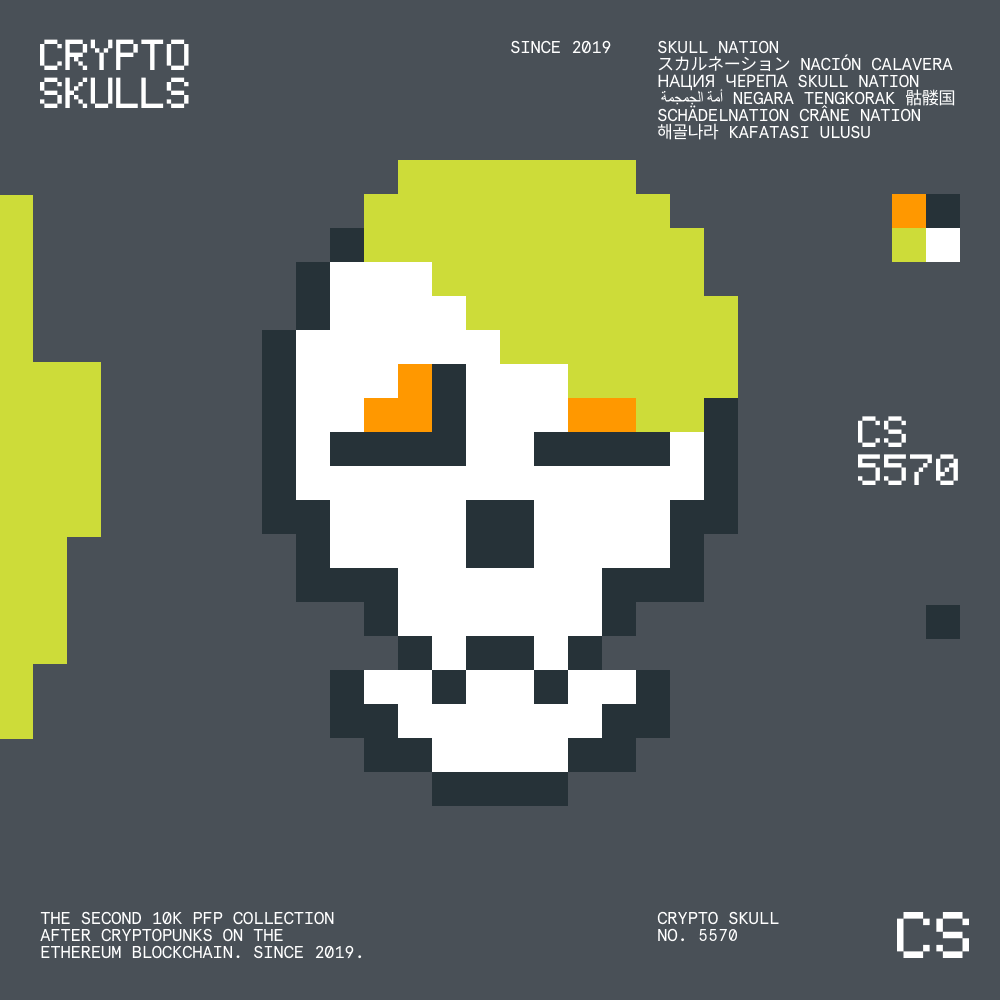 CRYPTO
SKULLS
SINCE 2019
SKULL NATION
スカルネーション NACIÓN CALAVERA
НАЦИЯ ЧЕРЕПА SKULL NATION
أمة الجمجمة NEGARA TENGKORAK 骷髅国
SCHÄDELNATION CRÂNE NATION
해골나라 KAFATASI ULUSU
CS
5570
THE SECOND 10K PFP COLLECTION
AFTER CRYPTOPUNKS ON THE
ETHEREUM BLOCKCHAIN. SINCE 2019.
CRYPTO SKULL
NO. 5570
CS